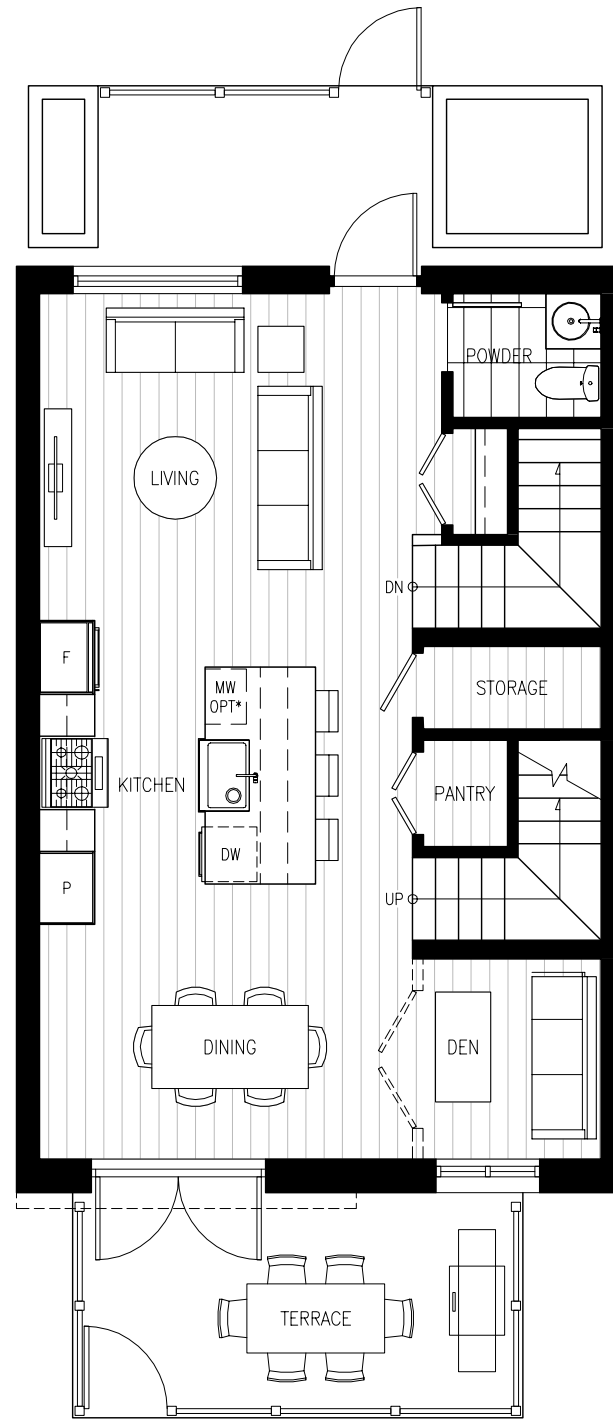 POWDER
LIVING
DN
F
STORAGE
MW
OPT*
KITCHEN
PANTRY
DW
P
UP
DINING
DEN
TERRACE